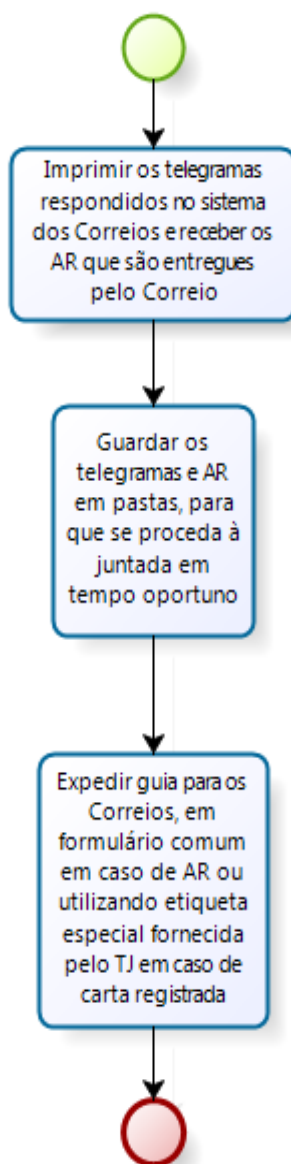 Imprimir os telegramas
respondidos no sistema
dos Correios e receber os
AR que são entregues
pelo Correio
Guardar os
telegramas e AR
em pastas, para
que se proceda à
juntada em
tempo oportuno
Expedir guia para os
Correios, em
formulário comum
em caso de AR ou
utilizando etiqueta
especial fornecida
pelo TJ em caso de
carta registrada